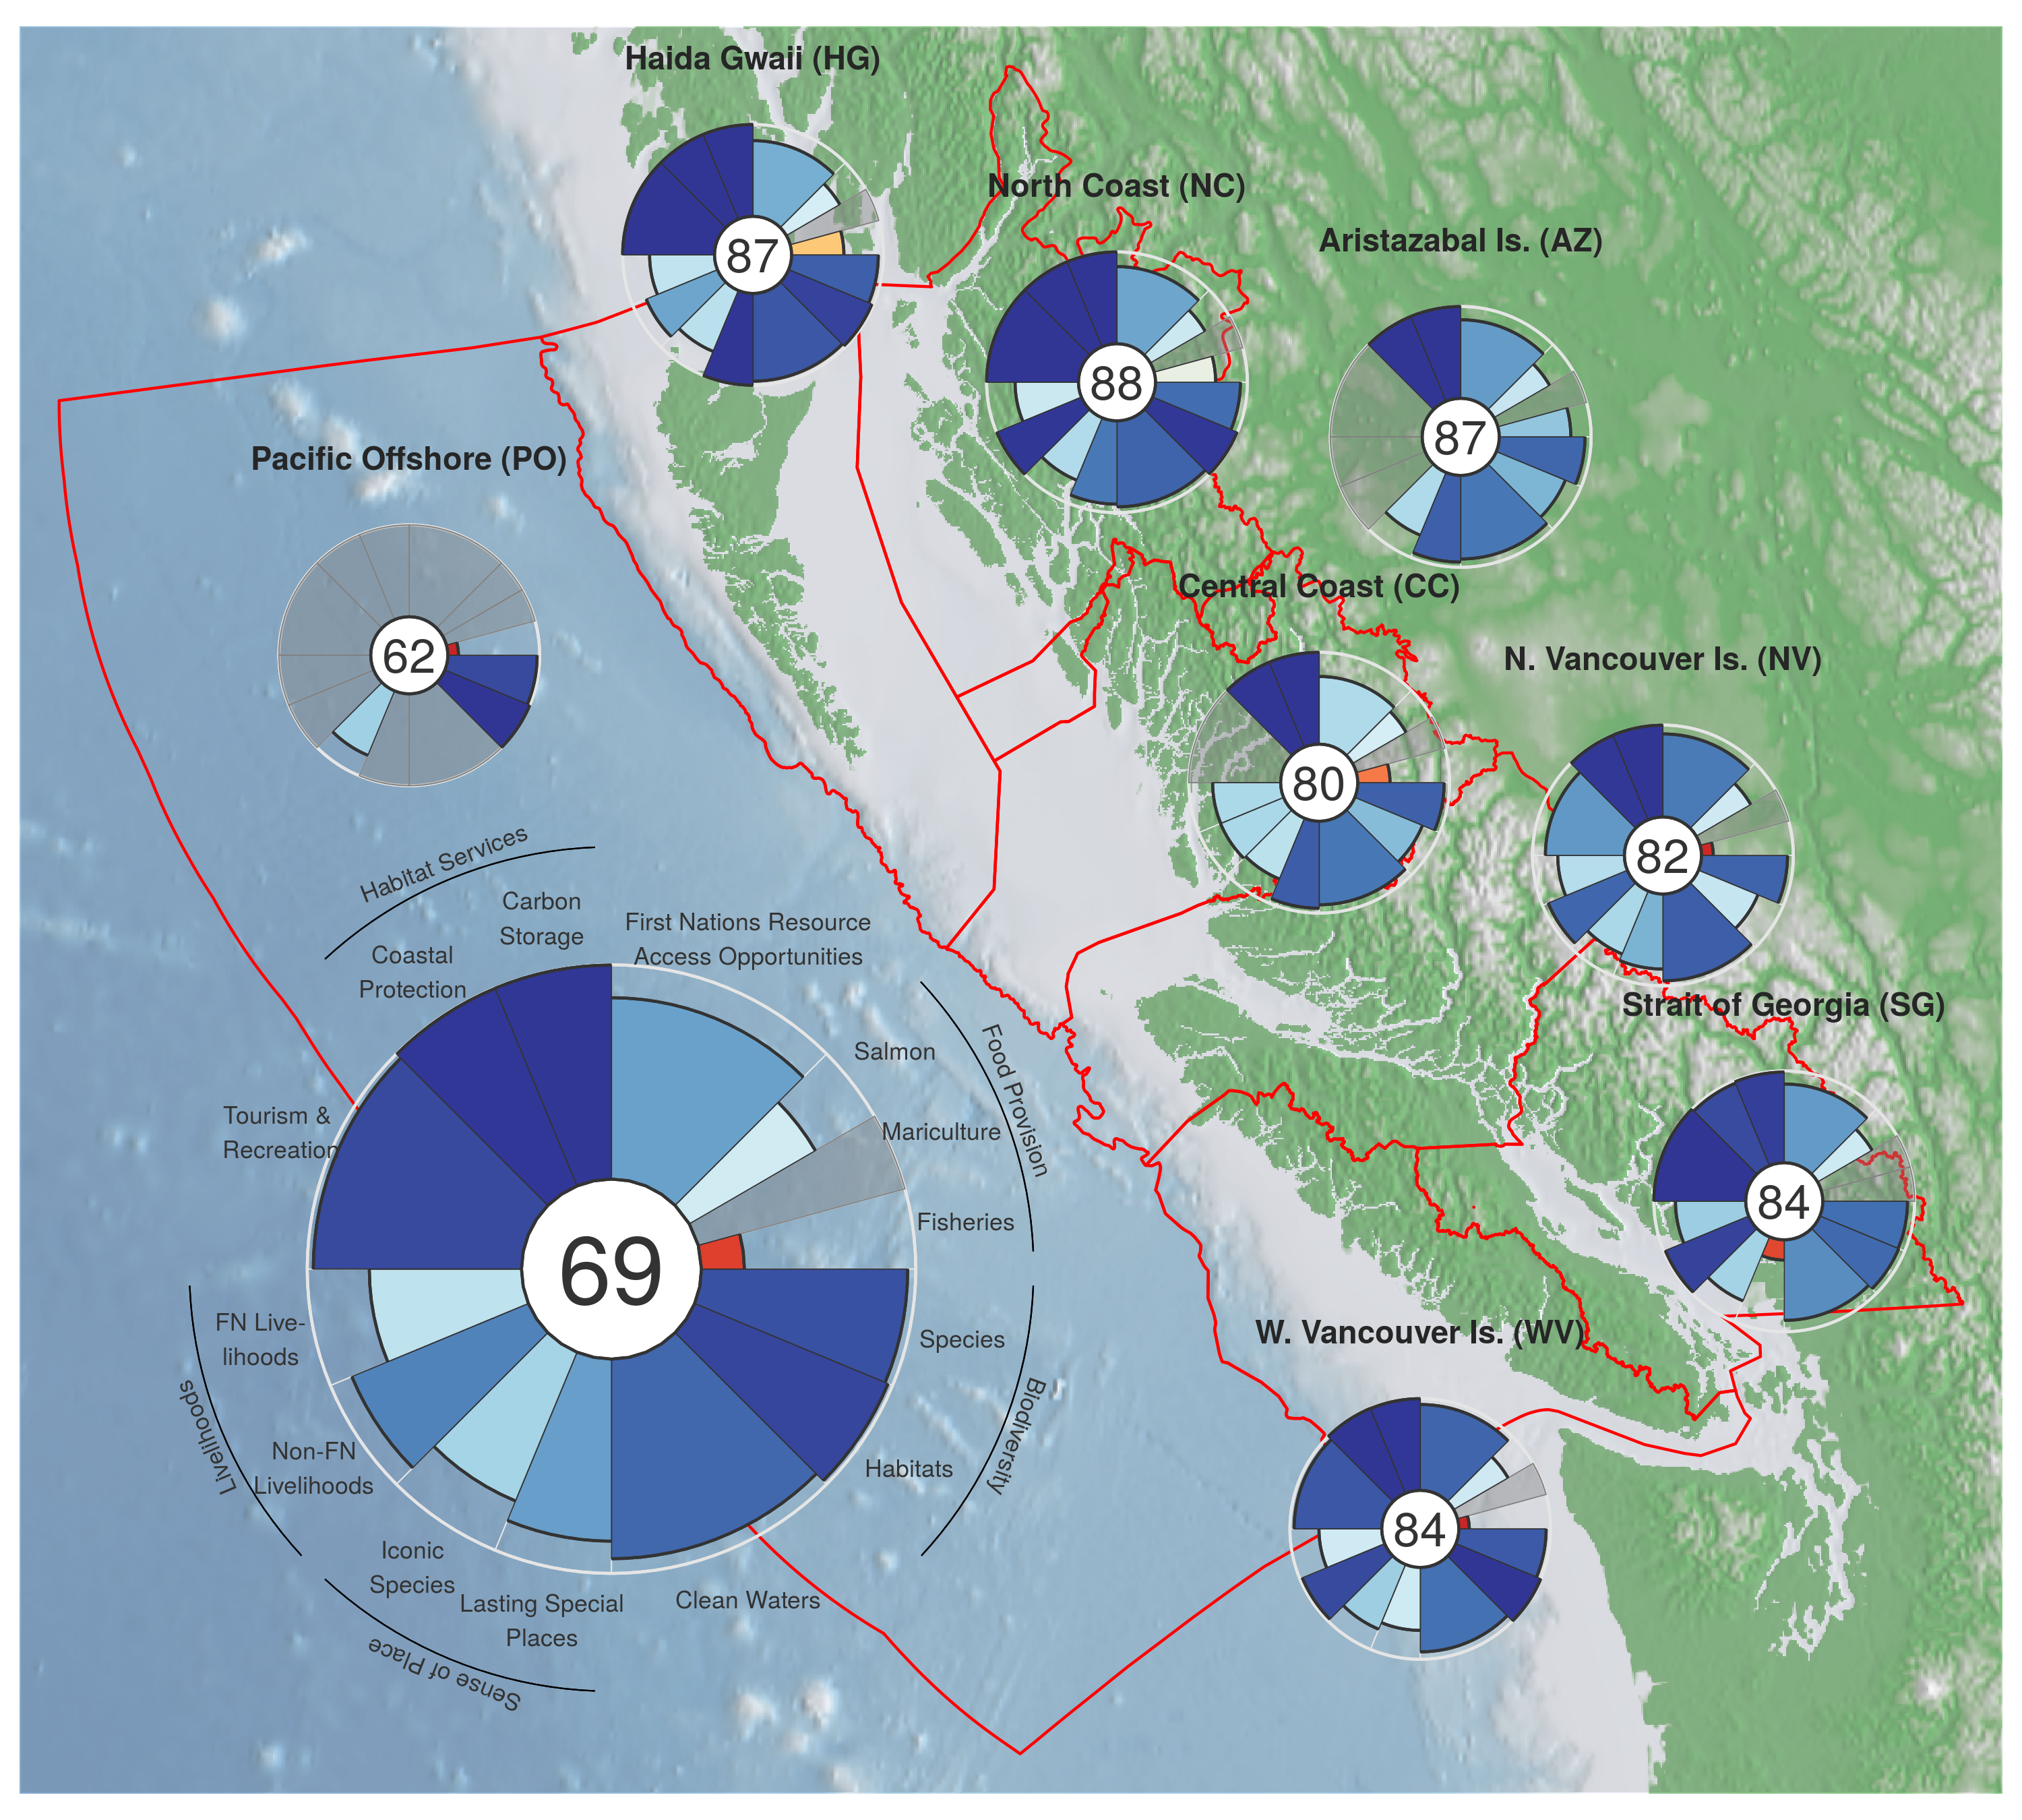 Haida Gwaii (HG)
87
North Coast (NC)
88
Aristazabal Is. (AZ)
87
Pacific Offshore (PO)
62
Central Coast (CC)
80
N. Vancouver Is. (NV)
82
Strait of Georgia (SG)
84
W. Vancouver Is. (WV)
84
Habitat Services
Carbon
Storage
Coastal
Protection
First Nations Resource
Access Opportunities
Salmon
Food Provision
Mariculture
Fisheries
Tourism &
Recreation
69
Species
Biodiversity
Habitats
FN Live-
lihoods
Livelihoods
Non-FN
Livelihoods
Iconic
Species
Lasting Special
Places
Clean Waters
Sense of Place